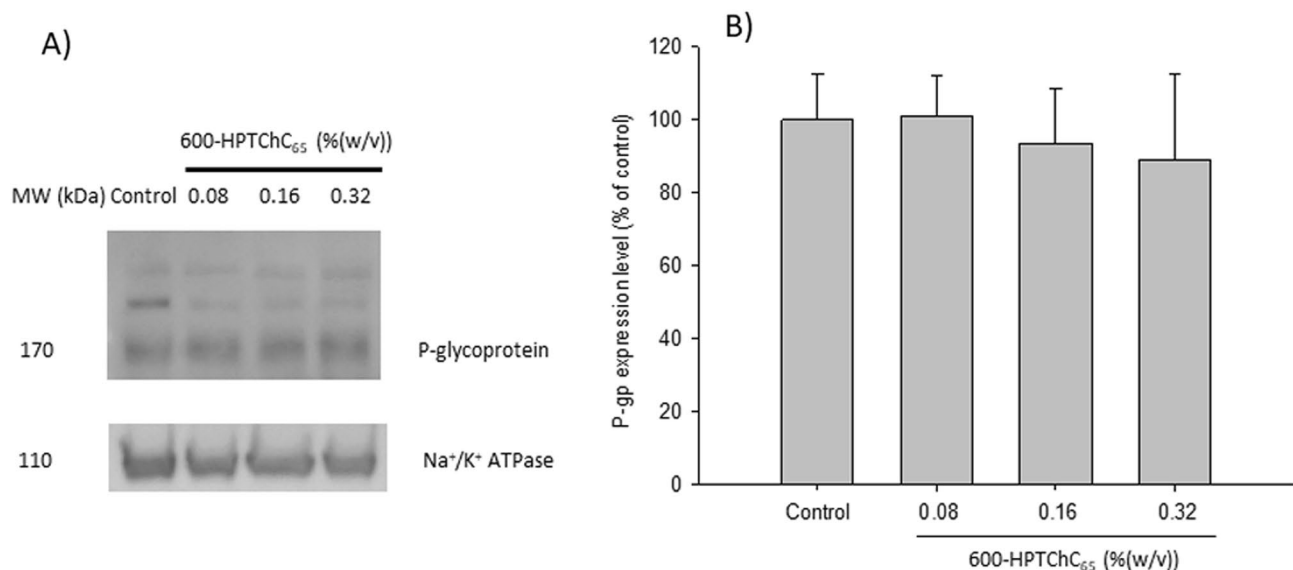 A)
600-HPTChC₆₅ (%(w/v))
MW (kDa) Control 0.08 0.16 0.32
170 P-glycoprotein
110 Na⁺/K⁺ ATPase
B)
P-gp expression level (% of control)
120
100
80
60
40
20
0
Control 0.08 0.16 0.32
600-HPTChC₆₅ (%(w/v))